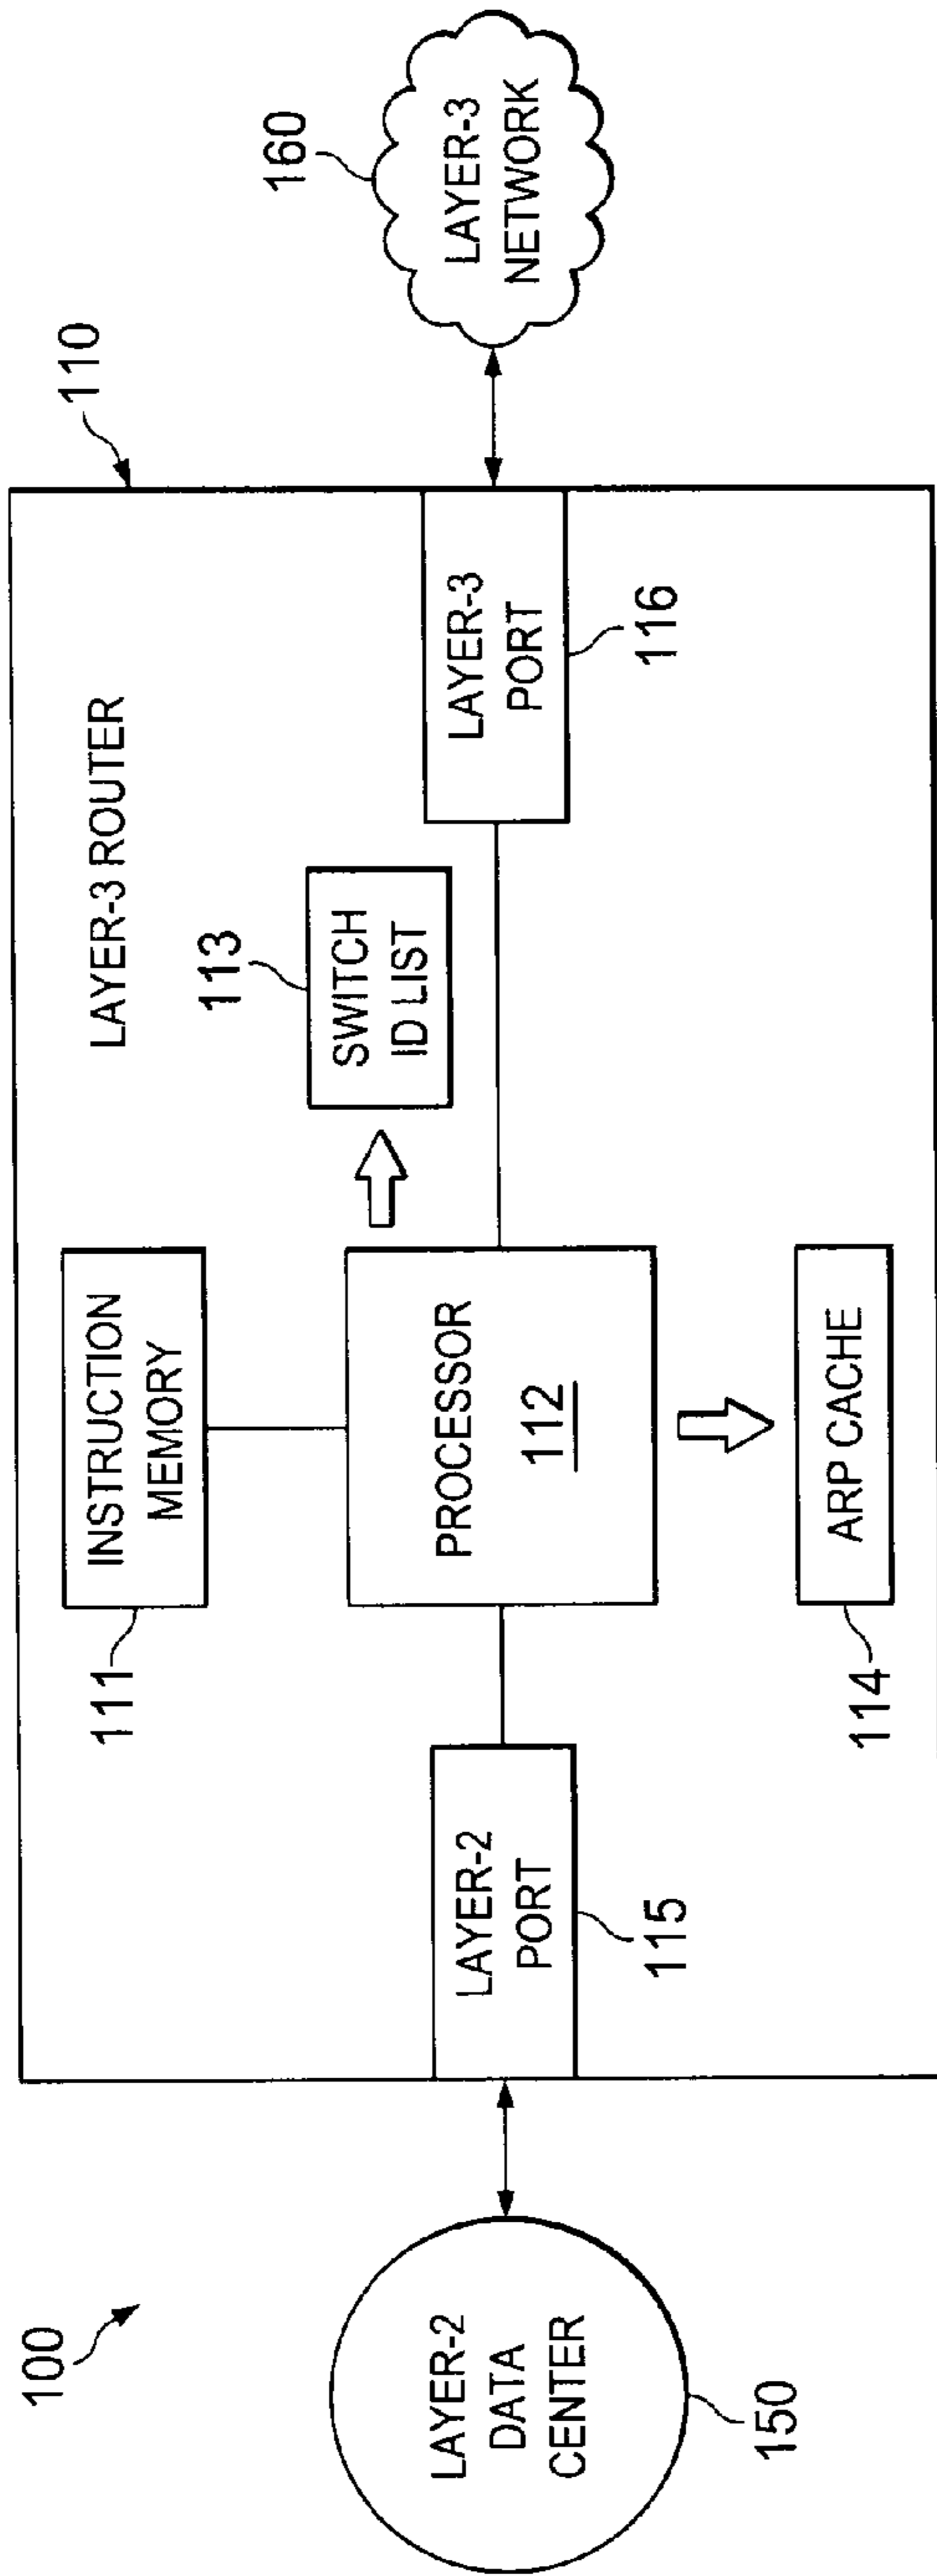 100
LAYER-2
DATA
CENTER
150
110
LAYER-3 ROUTER
INSTRUCTION
MEMORY
111
PROCESSOR
112
113
SWITCH
ID LIST
LAYER-2
PORT
115
LAYER-3
PORT
116
ARP CACHE
114
160
LAYER-3
NETWORK